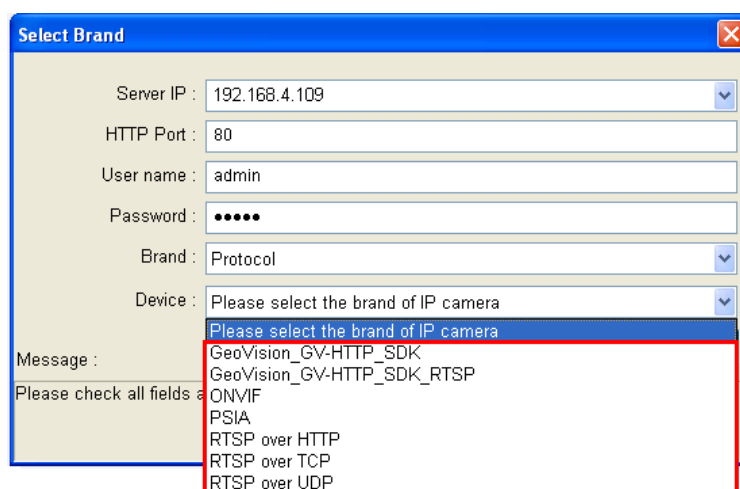 Select Brand
Server IP : 192.168.4.109
HTTP Port : 80
User name : admin
Password : •••••
Brand : Protocol
Device : Please select the brand of IP camera
Please select the brand of IP camera
GeoVision_GV-HTTP_SDK
Message :
GeoVision_GV-HTTP_SDK_RTSP
Please check all fields a
ONVIF
PSIA
RTSP over HTTP
RTSP over TCP
RTSP over UDP